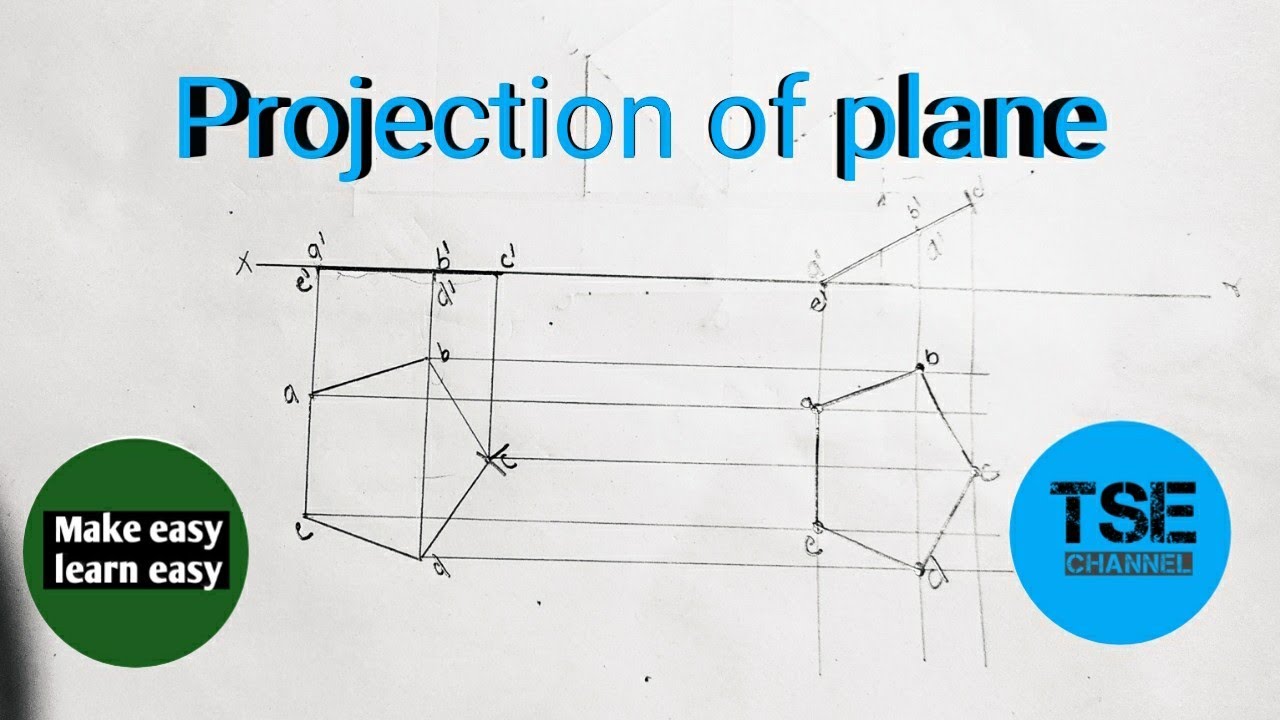 Projection of plane
X a' b' c'
e' d'
a' b' c'
e' d'
b
a
c
e
d
b
a
c
e
d
Make easy
learn easy
TSE
CHANNEL